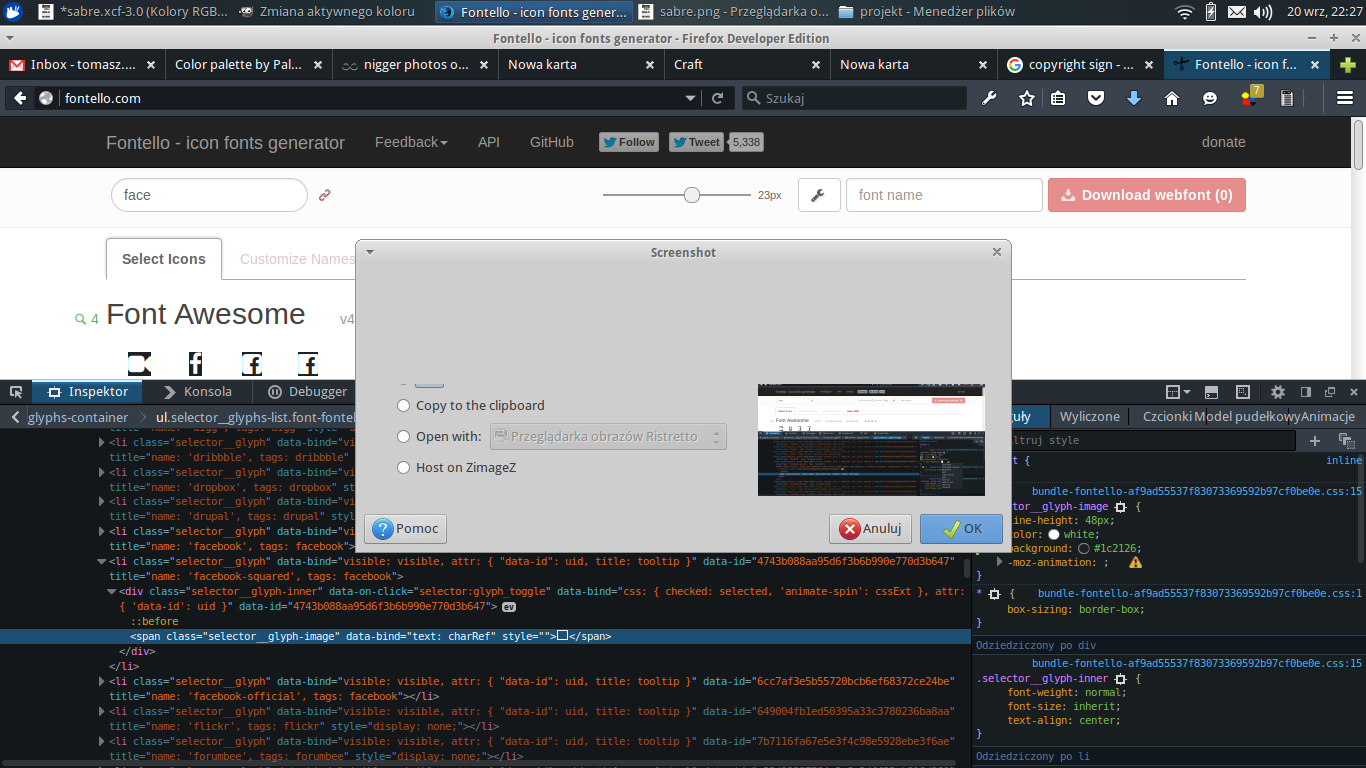 *sabre.xcf-3.0 (Kolory RGB... Zmiana aktywnego koloru Fontello - icon fonts gener... sabre.png - Przeglądarka o... projekt - Menedżer plików 20 wrz, 22:27
Fontello - icon fonts generator - Firefox Developer Edition
Inbox - tomasz.... Color palette by Pal... nigger photos o... Nowa karta Craft Nowa karta copyright sign - ... Fontello - icon f...
fontello.com Szukaj 7
Fontello - icon fonts generator Feedback API GitHub Follow Tweet 5,338 donate
face 23px font name Download webfont (0)
Select Icons Customize Names
Screenshot
4 Font Awesome v4
Copy to the clipboard
Open with: Przeglądarka obrazów Ristretto
Host on ZimageZ
Pomoc Anuluj OK
Inspektor Konsola Debugger
glyphs-container ul.selector__glyphs-list.font-fontel
<li class="selector__glyph" data-bind="vi
title="name: 'dribbble', tags: dribbble"
<li class="selector__glyph" data-bind="vi
title="name: 'dropbox', tags: dropbox" st
<li class="selector__glyph" data-bind="vi
title="name: 'drupal', tags: drupal" style
<li class="selector__glyph" data-bind="vi
title="name: 'facebook', tags: facebook">
<li class="selector__glyph" data-bind="visible: visible, attr: { "data-id": uid, title: tooltip }" data-id="4743b088aa95d6f3b6b990e770d3b647"
title="name: 'facebook-squared', tags: facebook">
<div class="selector__glyph-inner" data-on-click="selector:glyph_toggle" data-bind="css: { checked: selected, 'animate-spin': cssExt }, attr:
{ 'data-id': uid }" data-id="4743b088aa95d6f3b6b990e770d3b647"> ev
::before
<span class="selector__glyph-image" data-bind="text: charRef" style=""></span>
</div>
</li>
<li class="selector__glyph" data-bind="visible: visible, attr: { "data-id": uid, title: tooltip }" data-id="6cc7af3e5b55720bcb6ef68372ce24be"
title="name: 'facebook-official', tags: facebook"></li>
<li class="selector__glyph" data-bind="visible: visible, attr: { "data-id": uid, title: tooltip }" data-id="649004fb1ed50395a33c3780236ba8aa"
title="name: 'flickr', tags: flickr" style="display: none;"></li>
<li class="selector__glyph" data-bind="visible: visible, attr: { "data-id": uid, title: tooltip }" data-id="7b7116fa67e5e3f4c98e5928ebe3f6ae"
title="name: 'forumbee', tags: forumbee" style="display: none;"></li>
guły Wyliczone Czcionki Model pudełkowy Animacje
iltruj style
t { inline
bundle-fontello-af9ad55537f83073369592b97cf0be0e.css:15
ctor__glyph-image {
line-height: 48px;
color: white;
background: #1c2126;
-moz-animation: ;
}
* { bundle-fontello-af9ad55537f83073369592b97cf0be0e.css:1
box-sizing: border-box;
}
Odziedziczono po div
bundle-fontello-af9ad55537f83073369592b97cf0be0e.css:15
.selector__glyph-inner {
font-weight: normal;
font-size: inherit;
text-align: center;
}
Odziedziczono po li